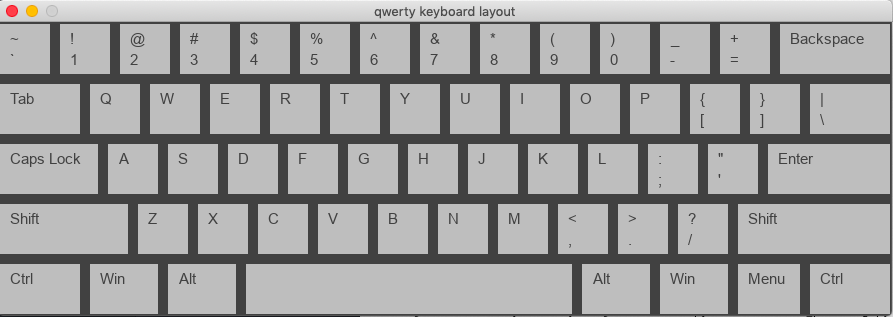 qwerty keyboard layout
~ ! @ # $ % ^ & * ( ) _ + Backspace
` 1 2 3 4 5 6 7 8 9 0 - =
Tab Q W E R T Y U I O P { } |
[ ] \
Caps Lock A S D F G H J K L : " Enter
; '
Shift Z X C V B N M < > ? Shift
, . /
Ctrl Win Alt Alt Win Menu Ctrl